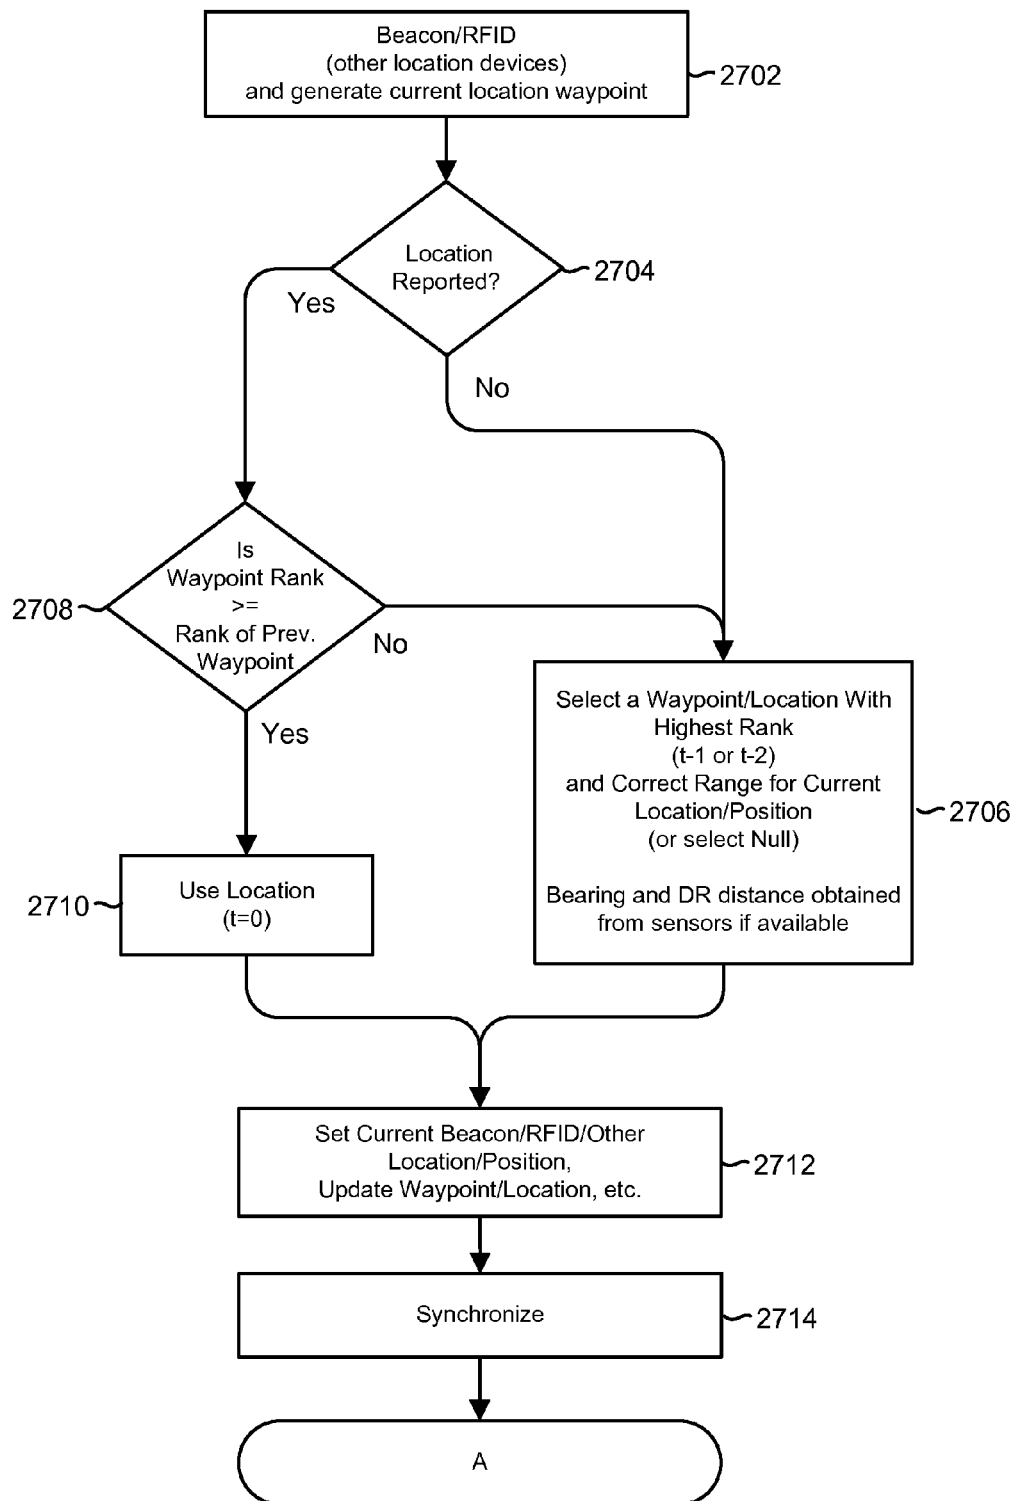 Beacon/RFID
(other location devices)
and generate current location waypoint
2702
Location
Reported?
2704
Yes
No
Is
Waypoint Rank
>=
Rank of Prev.
Waypoint
2708
No
Yes
Select a Waypoint/Location With
Highest Rank
(t-1 or t-2)
and Correct Range for Current
Location/Position
(or select Null)
Bearing and DR distance obtained
from sensors if available
2706
Use Location
(t=0)
2710
Set Current Beacon/RFID/Other
Location/Position,
Update Waypoint/Location, etc.
2712
Synchronize
2714
A